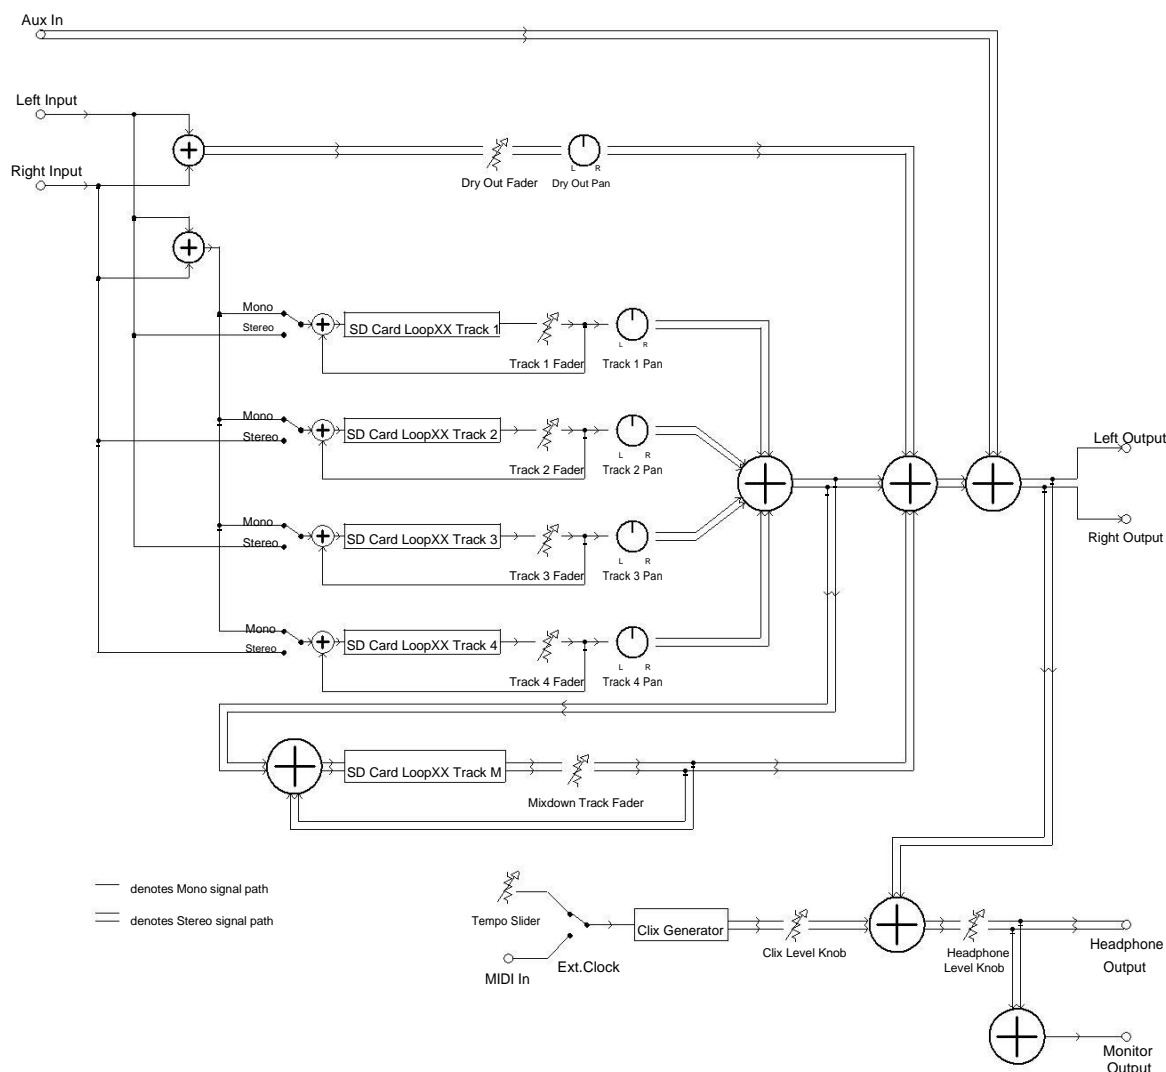 Aux In
Left Input
Right Input
L R
Dry Out Fader
Dry Out Pan
Mono
Stereo
SD Card LoopXX Track 1
L R
Track 1 Fader
Track 1 Pan
Mono
Stereo
SD Card LoopXX Track 2
L R
Track 2 Fader
Track 2 Pan
Left Output
Mono
Stereo
SD Card LoopXX Track 3
L R
Track 3 Fader
Track 3 Pan
Right Output
Mono
Stereo
SD Card LoopXX Track 4
L R
Track 4 Fader
Track 4 Pan
SD Card LoopXX Track M
Mixdown Track Fader
denotes Mono signal path
denotes Stereo signal path
Tempo Slider
MIDI In
Ext.Clock
Clix Generator
Clix Level Knob
Headphone
Level Knob
Headphone
Output
Monitor
Output